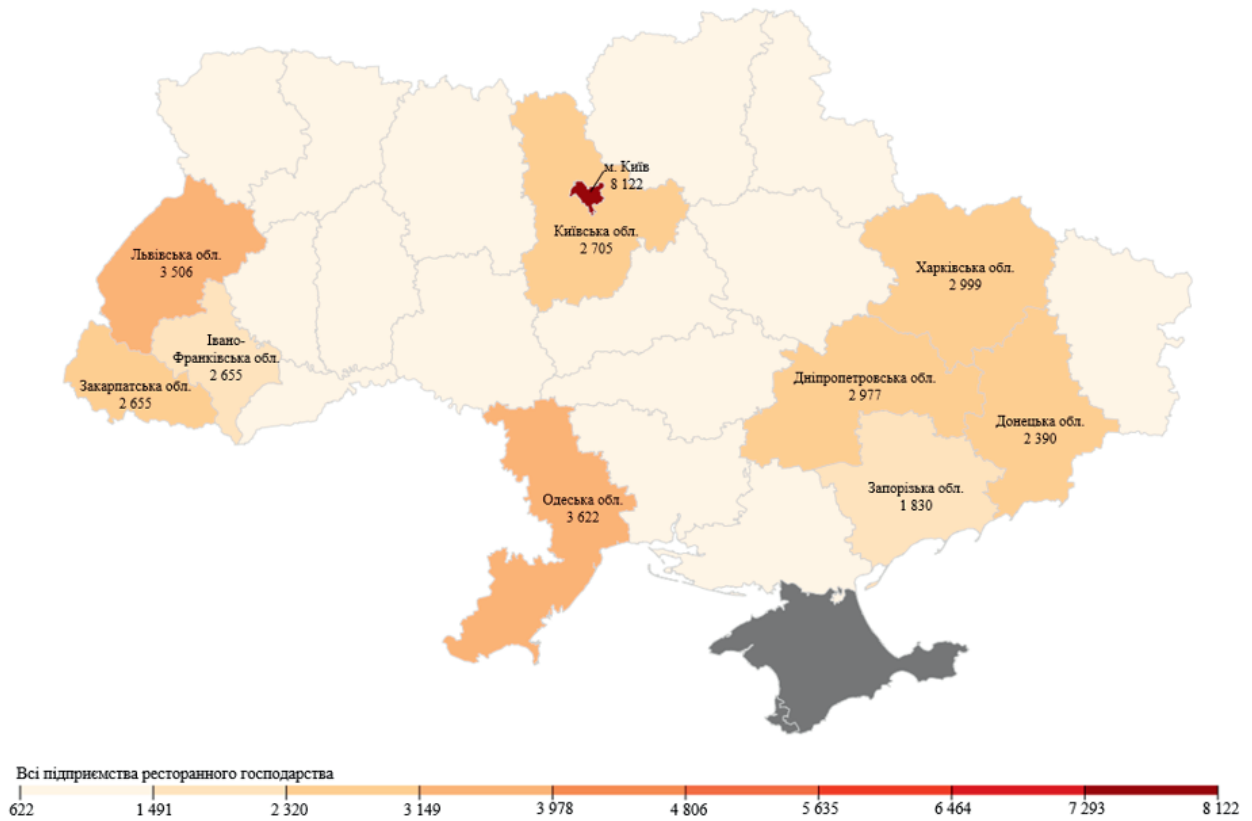 м. Київ
8 122
Київська обл.
2 705
Львівська обл.
3 506
Харківська обл.
2 999
Івано-
Франківська обл.
2 655
Закарпатська обл.
2 655
Дніпропетровська обл.
2 977
Донецька обл.
2 390
Запорізька обл.
1 830
Одеська обл.
3 622
Всі підприємства ресторанного господарства
622 1 491 2 320 3 149 3 978 4 806 5 635 6 464 7 293 8 122